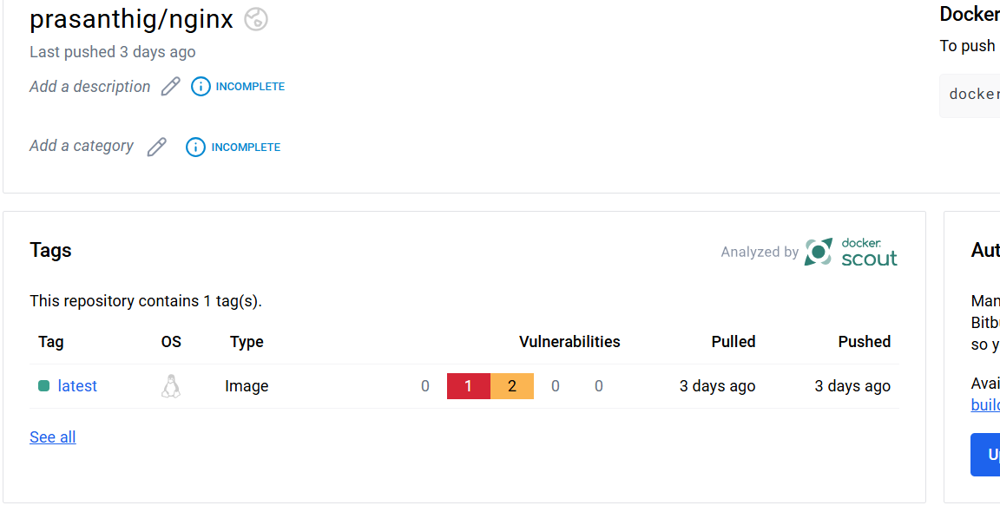 prasanthig/nginx
Last pushed 3 days ago
Add a description INCOMPLETE
Add a category INCOMPLETE
Docker
To push
docker
Tags
Analyzed by docker scout
This repository contains 1 tag(s).
Tag OS Type Vulnerabilities Pulled Pushed
latest Image 0 1 2 0 0 3 days ago 3 days ago
See all
Aut
Man
Bitbu
so y
Avai
build
Up